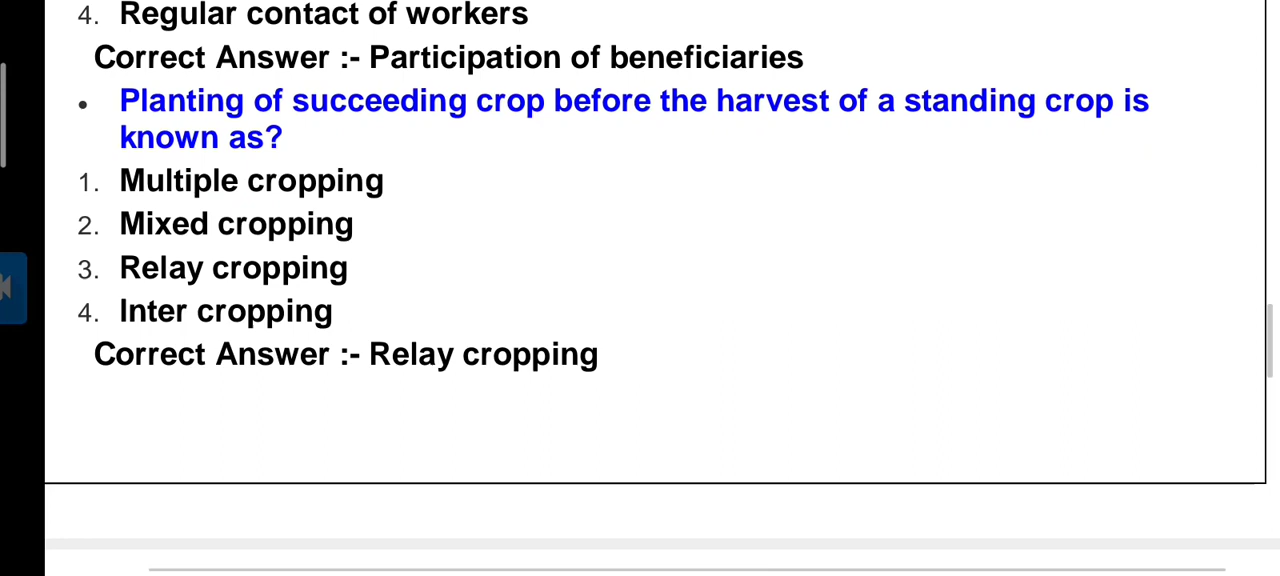 4. Regular contact of workers
Correct Answer :- Participation of beneficiaries
• Planting of succeeding crop before the harvest of a standing crop is
known as?
1. Multiple cropping
2. Mixed cropping
3. Relay cropping
4. Inter cropping
Correct Answer :- Relay cropping